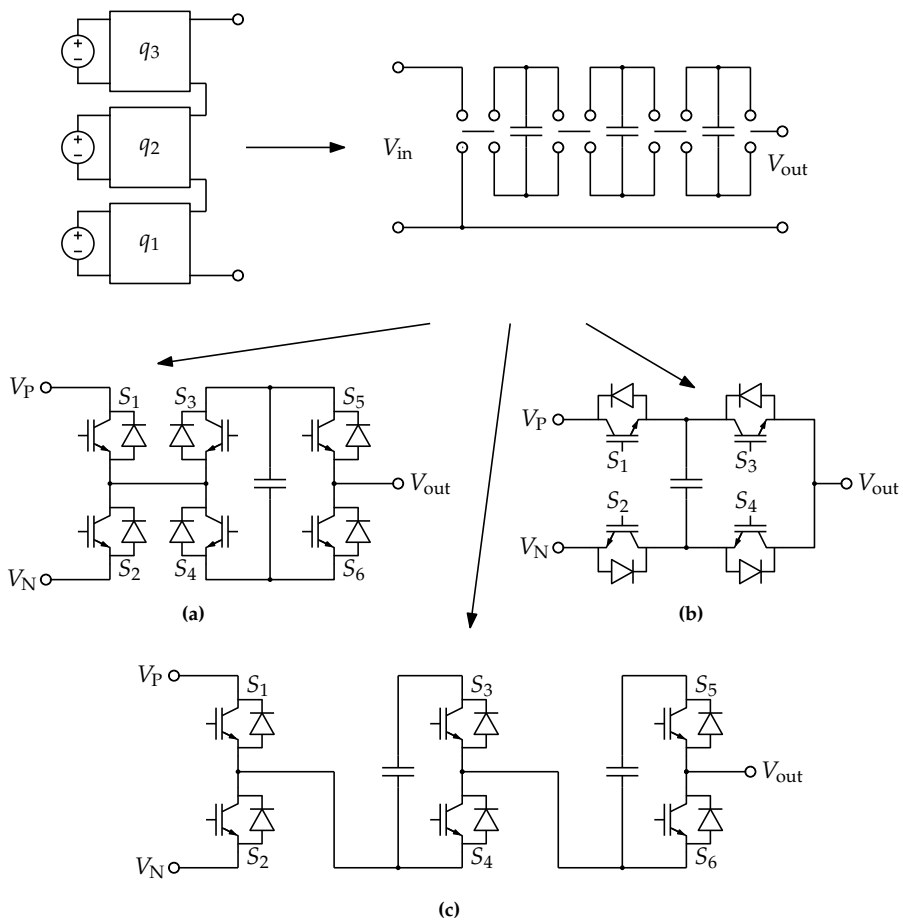 +
−
q3
+
−
q2
+
−
q1
Vin
Vout
VP
S1
S3
S5
Vout
VN
S2
S4
S6
(a)
VP
S1
S3
S2
S4
Vout
VN
(b)
VP
S1
S3
S5
Vout
VN
S2
S4
S6
(c)